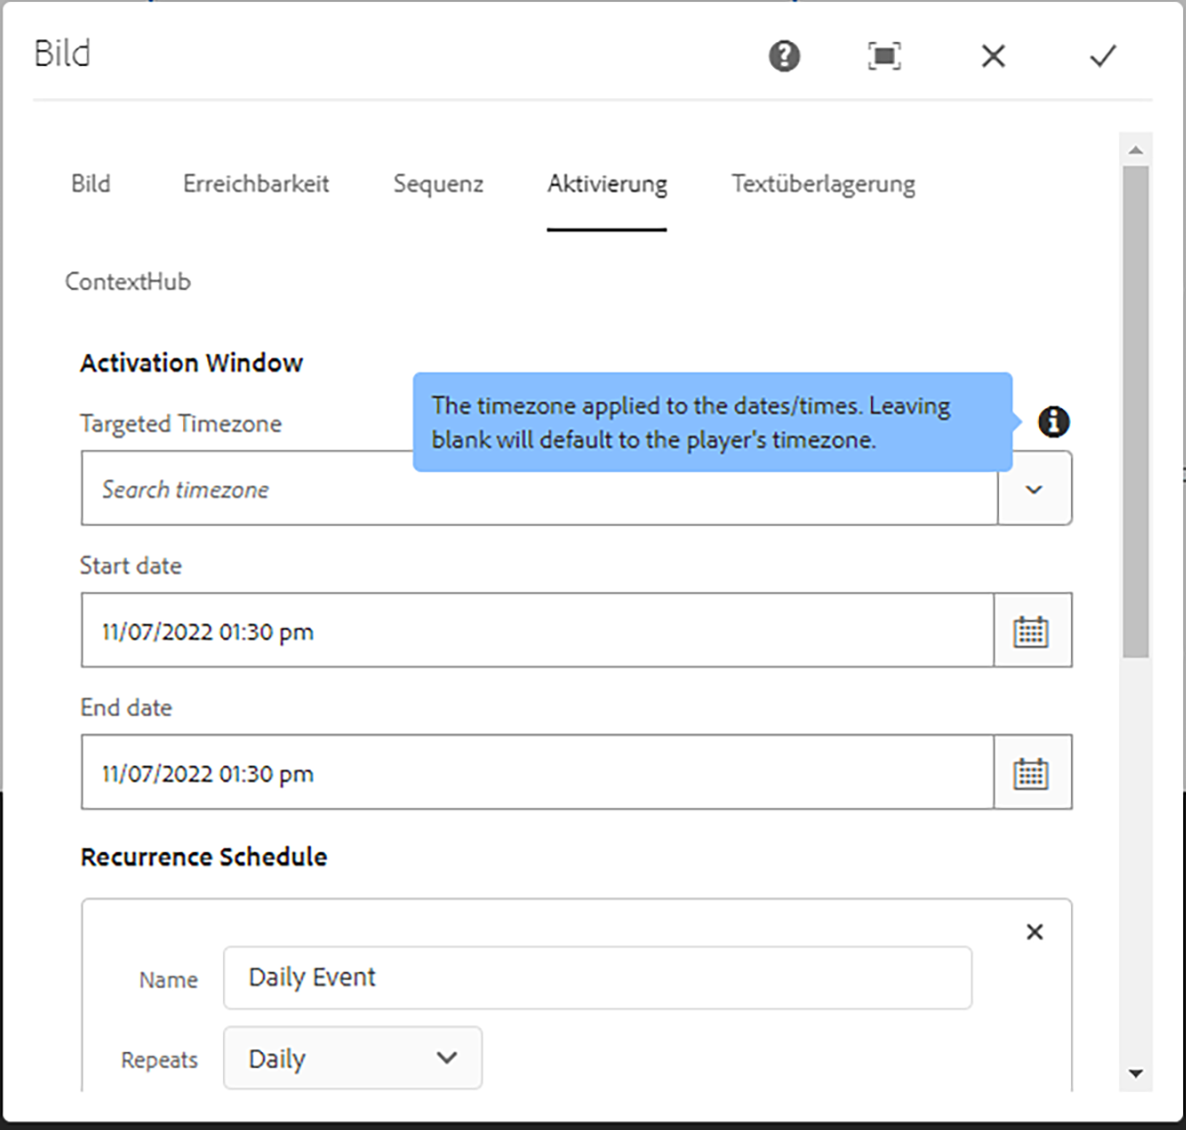 Bild
Bild Erreichbarkeit Sequenz Aktivierung Textüberlagerung
ContextHub
Activation Window
Targeted Timezone
The timezone applied to the dates/times. Leaving
blank will default to the player's timezone.
Search timezone
Start date
11/07/2022 01:30 pm
End date
11/07/2022 01:30 pm
Recurrence Schedule
Name Daily Event
Repeats Daily